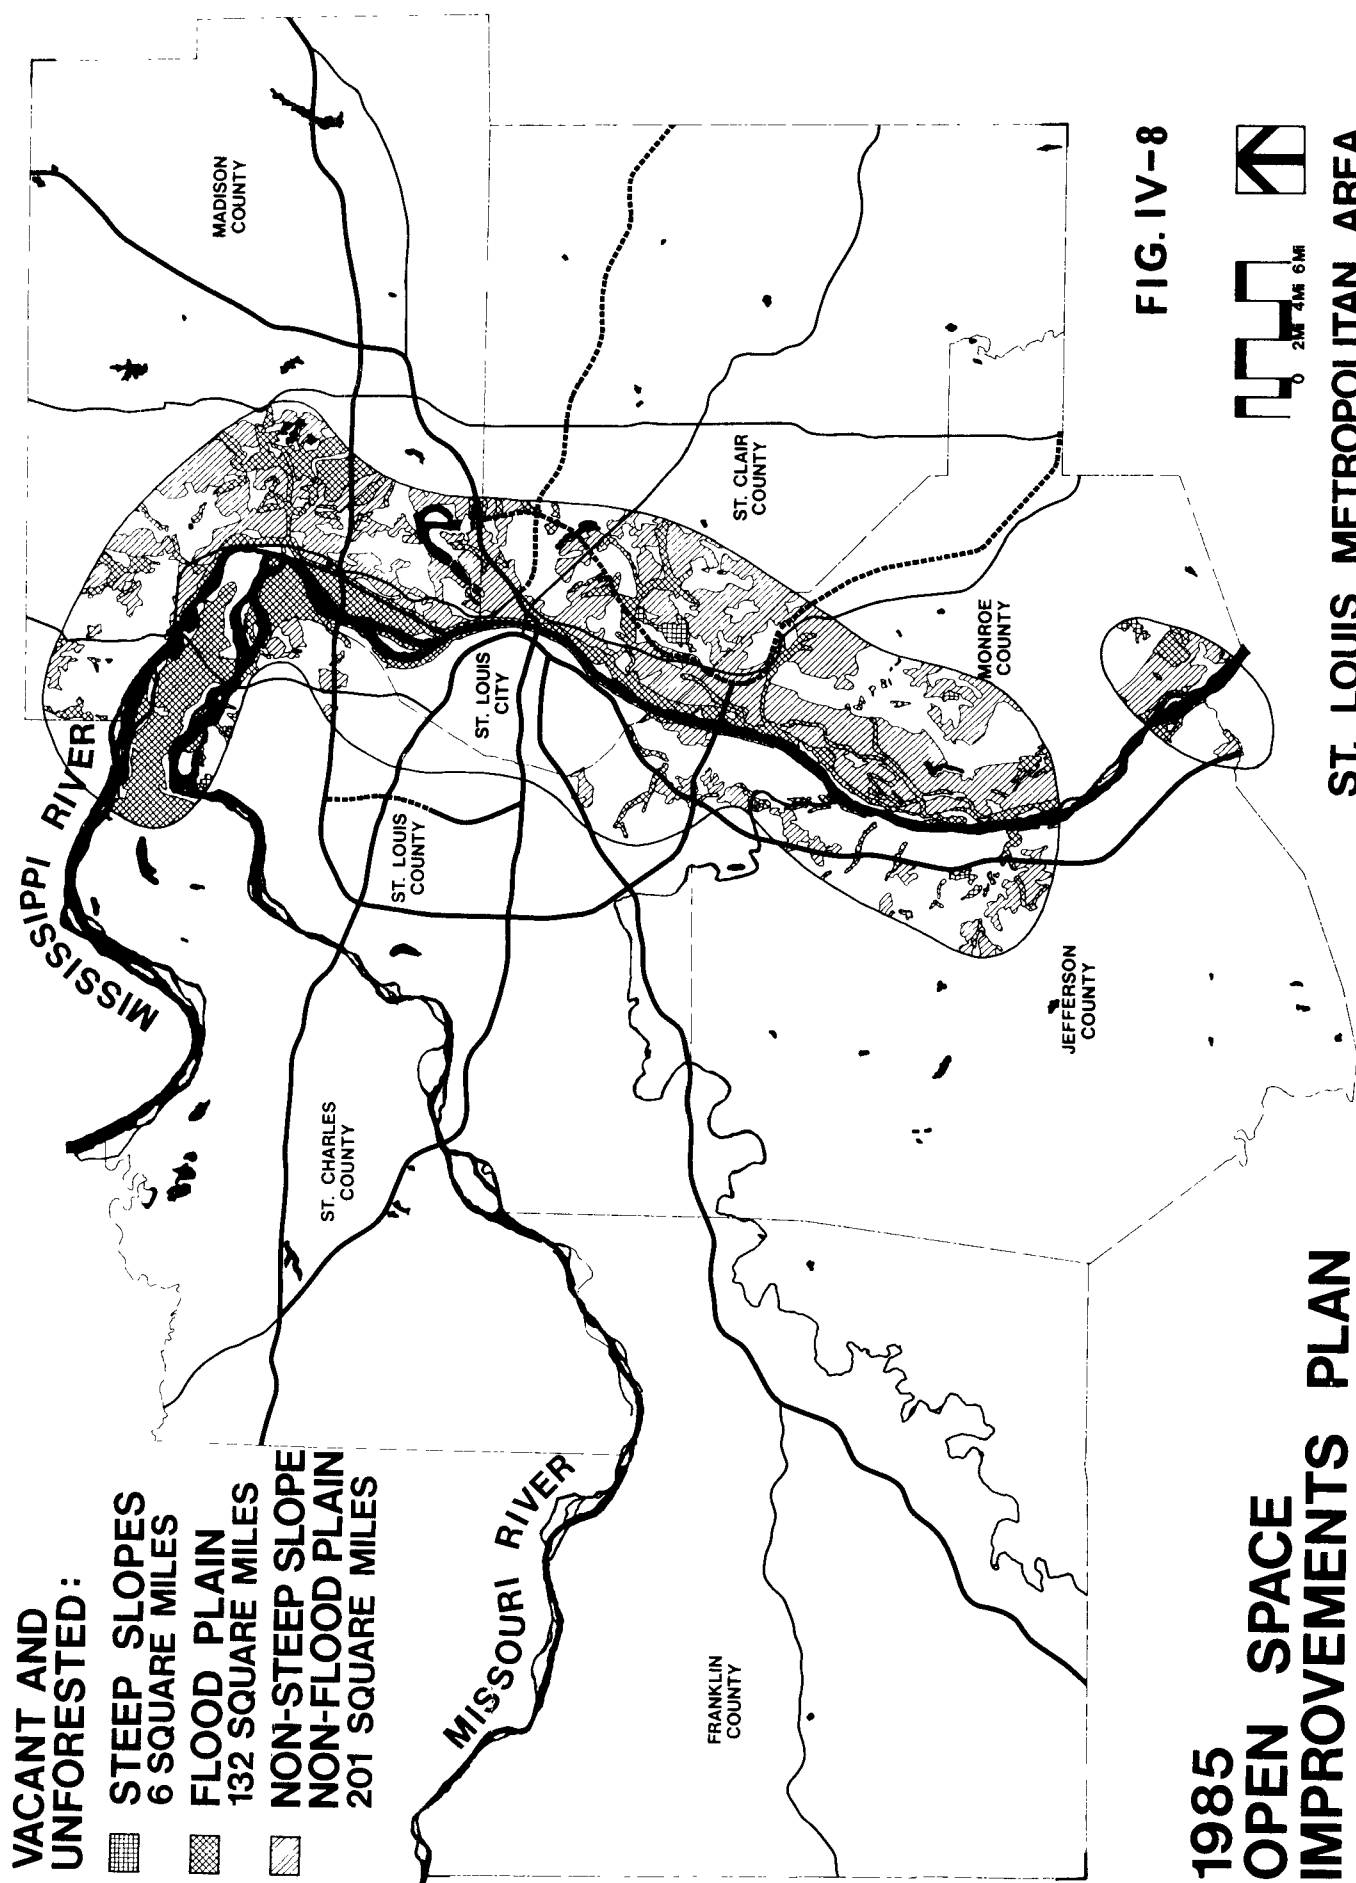 VACANT AND
UNFORESTED:
STEEP SLOPES
6 SQUARE MILES
FLOOD PLAIN
132 SQUARE MILES
NON-STEEP SLOPE
NON-FLOOD PLAIN
201 SQUARE MILES
MISSISSIPPI RIVER
MISSOURI RIVER
MADISON
COUNTY
ST. CHARLES
COUNTY
ST. LOUIS
COUNTY
ST. LOUIS
CITY
ST. CLAIR
COUNTY
FRANKLIN
COUNTY
JEFFERSON
COUNTY
MONROE
COUNTY
FIG. IV-8
0 2Mi 4Mi 6Mi
1985
OPEN SPACE
IMPROVEMENTS PLAN
ST. LOUIS METROPOLITAN AREA